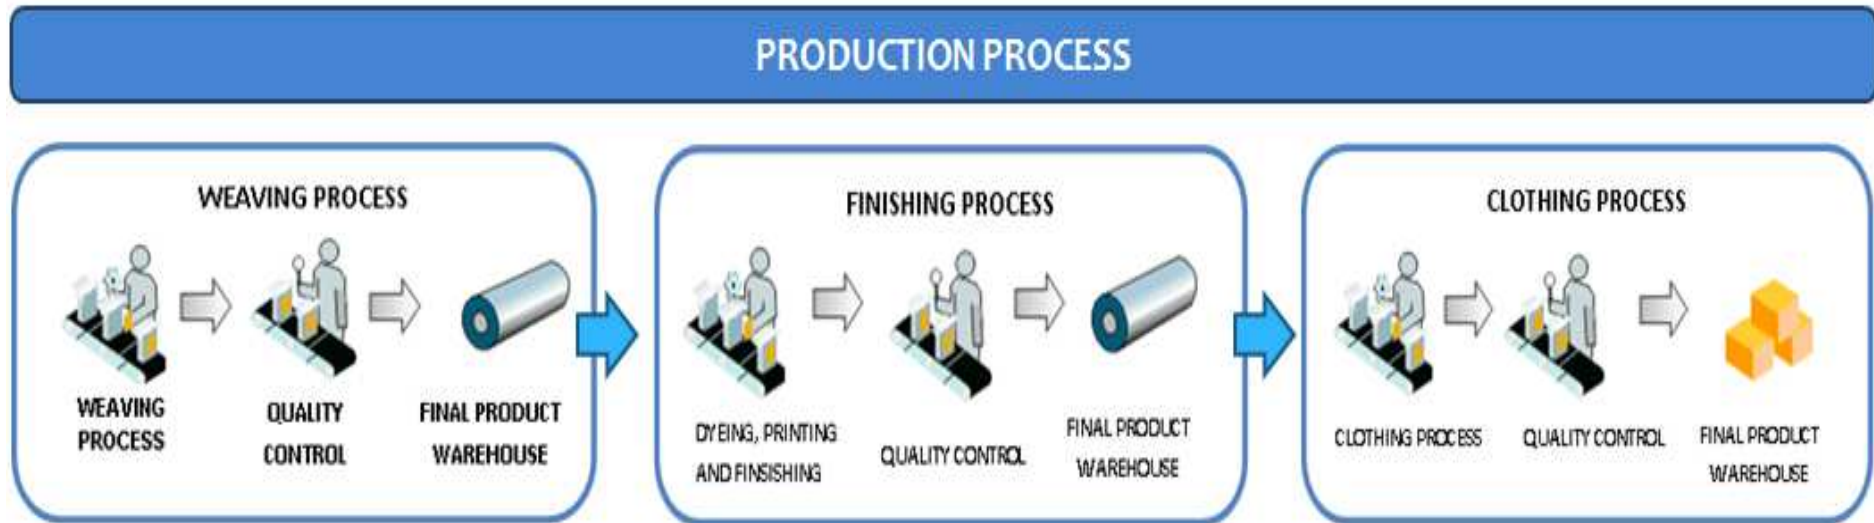 PRODUCTION PROCESS
WEAVING PROCESS
WEAVING
PROCESS
QUALITY
CONTROL
FINAL PRODUCT
WAREHOUSE
FINISHING PROCESS
DYEING, PRINTING
AND FINSISHING
QUALITY CONTROL
FINAL PRODUCT
WAREHOUSE
CLOTHING PROCESS
CLOTHING PROCESS
QUALITY CONTROL
FINAL PRODUCT
WAREHOUSE